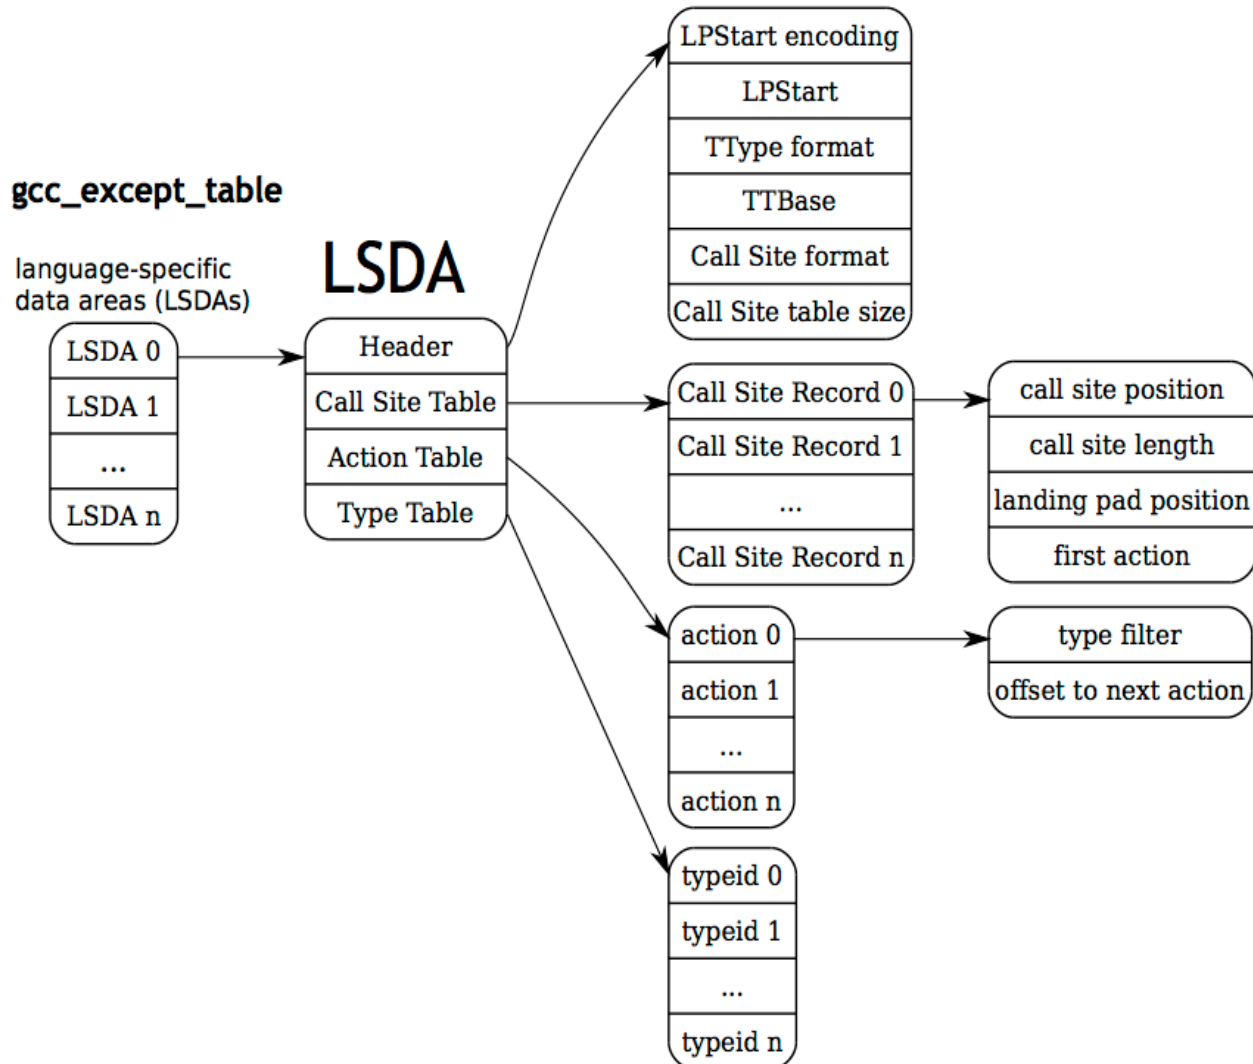 gcc_except_table
language-specific
data areas (LSDAs)
LSDA 0
LSDA 1
...
LSDA n
LSDA
Header
Call Site Table
Action Table
Type Table
LPStart encoding
LPStart
TType format
TTBase
Call Site format
Call Site table size
Call Site Record 0
Call Site Record 1
...
Call Site Record n
call site position
call site length
landing pad position
first action
action 0
action 1
...
action n
type filter
offset to next action
typeid 0
typeid 1
...
typeid n